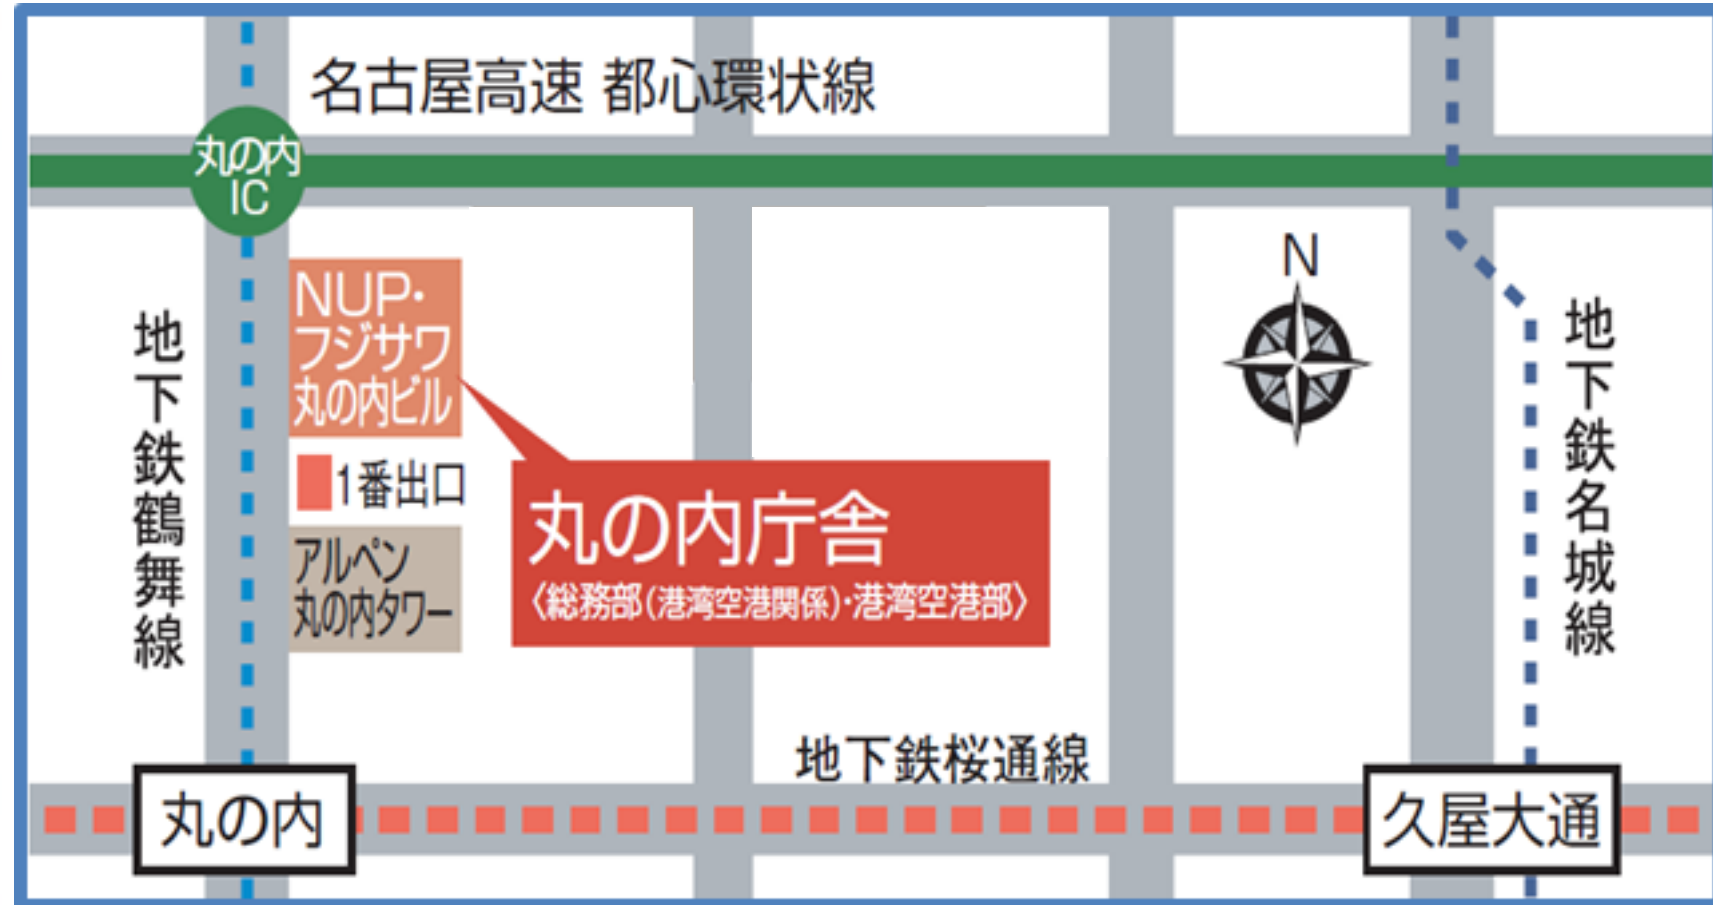 名古屋高速 都心環状線
丸の内
IC
NUP・
フジサワ
丸の内ビル
N
地下鉄鶴舞線
地下鉄名城線
1番出口
丸の内庁舎
〈総務部(港湾空港関係)・港湾空港部〉
アルペン
丸の内タワー
地下鉄桜通線
丸の内
久屋大通